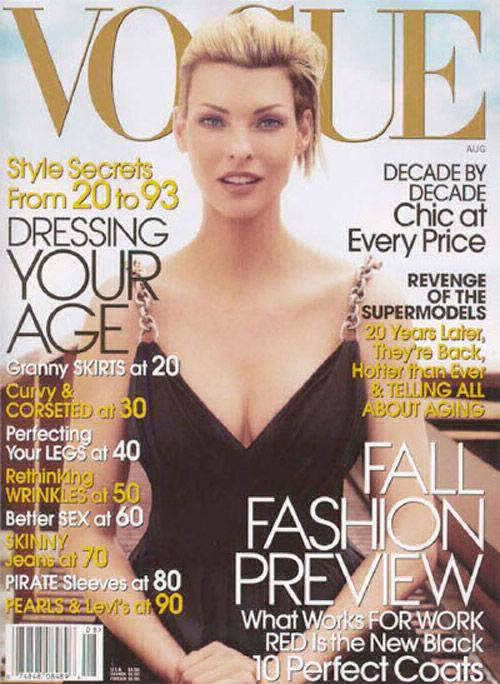 VOGUE
AUG
Style Secrets
From 20 to 93
DRESSING
YOUR
AGE
Granny SKIRTS at 20
Curvy &
CORSETED at 30
Perfecting
Your LEGS at 40
Rethinking
WRINKLES at 50
Better SEX at 60
SKINNY
Jeans at 70
PIRATE Sleeves at 80
PEARLS & Levi's at 90
DECADE BY
DECADE
Chic at
Every Price
REVENGE
OF THE
SUPERMODELS
20 Years Later,
They're Back,
Hotter than Ever
& TELLING ALL
ABOUT AGING
FALL
FASHION
PREVIEW
What Works FOR WORK
RED Is the New Black
10 Perfect Coats